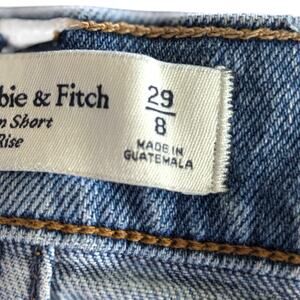 bie & Fitch
n Short
Rise
29
8
MADE IN
GUATEMALA